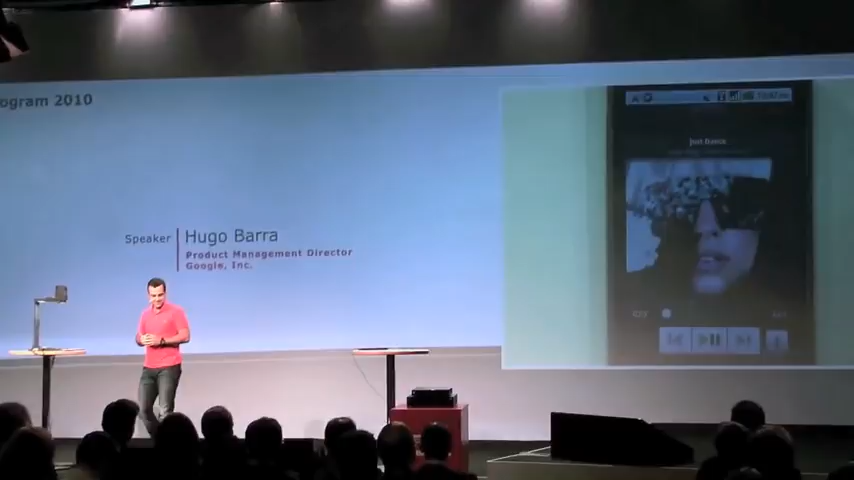 ogram 2010
Speaker
Hugo Barra
Product Management Director
Google, Inc.
Just Dance